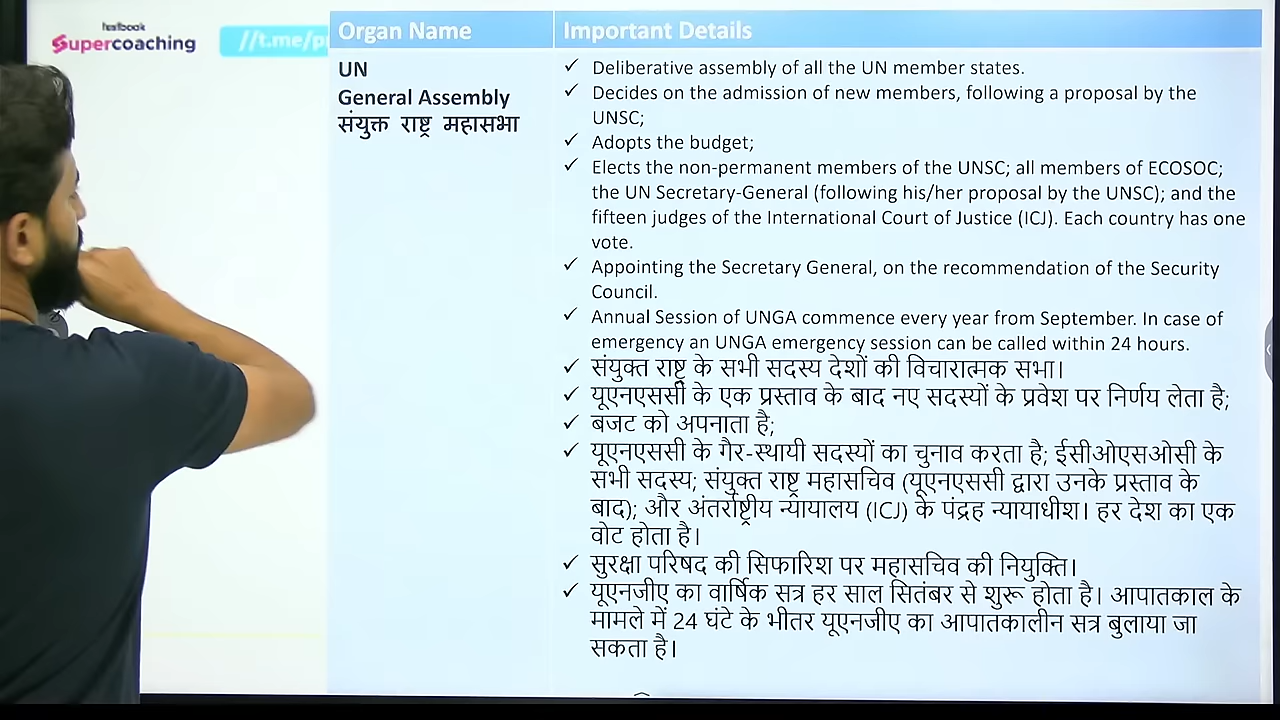 testbook
Supercoaching
//t.me/pr
Organ Name
Important Details
UN
General Assembly
संयुक्त राष्ट्र महासभा
✓ Deliberative assembly of all the UN member states.
✓ Decides on the admission of new members, following a proposal by the
UNSC;
✓ Adopts the budget;
✓ Elects the non-permanent members of the UNSC; all members of ECOSOC;
the UN Secretary-General (following his/her proposal by the UNSC); and the
fifteen judges of the International Court of Justice (ICJ). Each country has one
vote.
✓ Appointing the Secretary General, on the recommendation of the Security
Council.
✓ Annual Session of UNGA commence every year from September. In case of
emergency an UNGA emergency session can be called within 24 hours.
✓ संयुक्त राष्ट्र के सभी सदस्य देशों की विचारात्मक सभा।
✓ यूएनएससी के एक प्रस्ताव के बाद नए सदस्यों के प्रवेश पर निर्णय लेता है;
✓ बजट को अपनाता है;
✓ यूएनएससी के गैर-स्थायी सदस्यों का चुनाव करता है; ईसीओएसओसी के
सभी सदस्य; संयुक्त राष्ट्र महासचिव (यूएनएससी द्वारा उनके प्रस्ताव के
बाद); और अंतर्राष्ट्रीय न्यायालय (ICJ) के पंद्रह न्यायाधीश। हर देश का एक
वोट होता है।
✓ सुरक्षा परिषद की सिफारिश पर महासचिव की नियुक्ति।
✓ यूएनजीए का वार्षिक सत्र हर साल सितंबर से शुरू होता है। आपातकाल के
मामले में 24 घंटे के भीतर यूएनजीए का आपातकालीन सत्र बुलाया जा
सकता है।